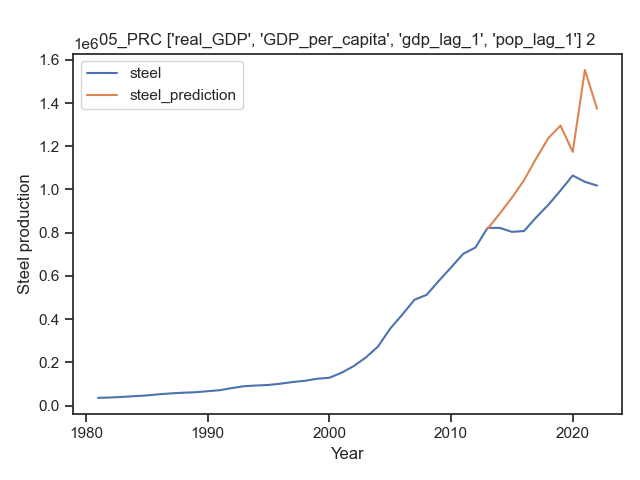 05_PRC ['real_GDP', 'GDP_per_capita', 'gdp_lag_1', 'pop_lag_1'] 2
1e6
steel
steel_prediction
Steel production
1.6
1.4
1.2
1.0
0.8
0.6
0.4
0.2
0.0
1980 1990 2000 2010 2020
Year